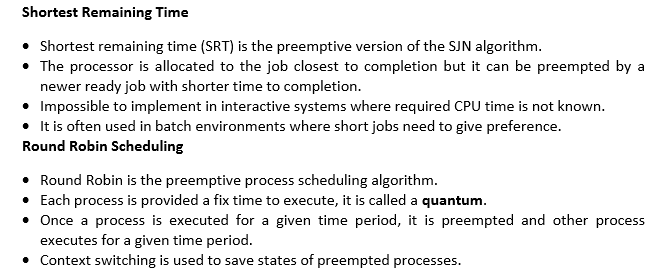 Shortest Remaining Time
• Shortest remaining time (SRT) is the preemptive version of the SJN algorithm.
• The processor is allocated to the job closest to completion but it can be preempted by a
newer ready job with shorter time to completion.
• Impossible to implement in interactive systems where required CPU time is not known.
• It is often used in batch environments where short jobs need to give preference.
Round Robin Scheduling
• Round Robin is the preemptive process scheduling algorithm.
• Each process is provided a fix time to execute, it is called a quantum.
• Once a process is executed for a given time period, it is preempted and other process
executes for a given time period.
• Context switching is used to save states of preempted processes.